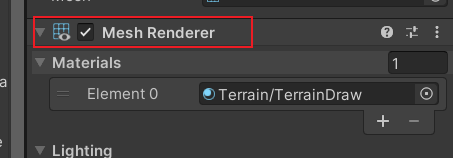 Mesh Renderer
Materials 1
Element 0 Terrain/TerrainDraw
Lighting